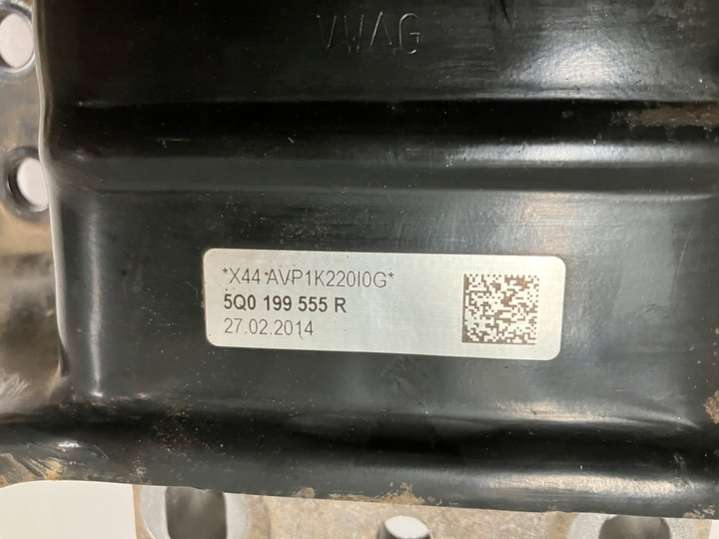 VWAG
*X44 AVP1K220I0G*
5Q0 199 555 R
27.02.2014